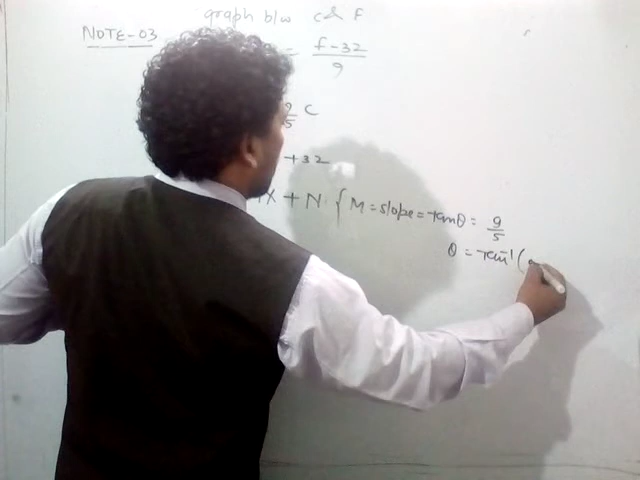 graph b/w c & F
NOTE-03
= f-32/9
9/5 C
+32
X + N { M = slope = tanθ = 9/5
θ = tan⁻¹(